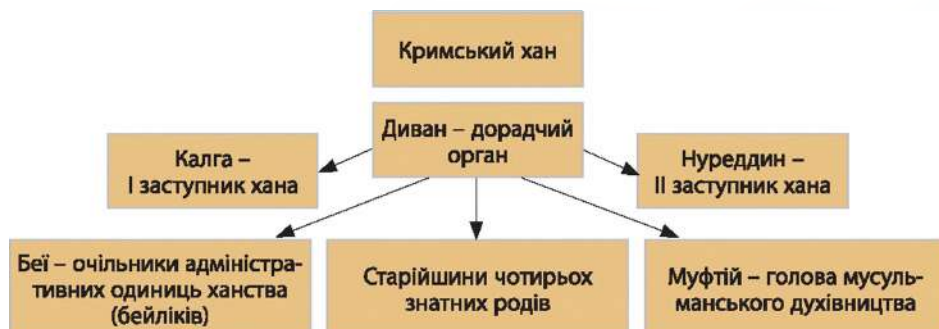 Кримський хан
Диван – дорадчий
орган
Калга –
І заступник хана
Нуреддин –
ІІ заступник хана
Беї – очільники адміністра-
тивних одиниць ханства
(бейліків)
Старійшини чотирьох
знатних родів
Муфтій – голова мусуль-
манського духівництва